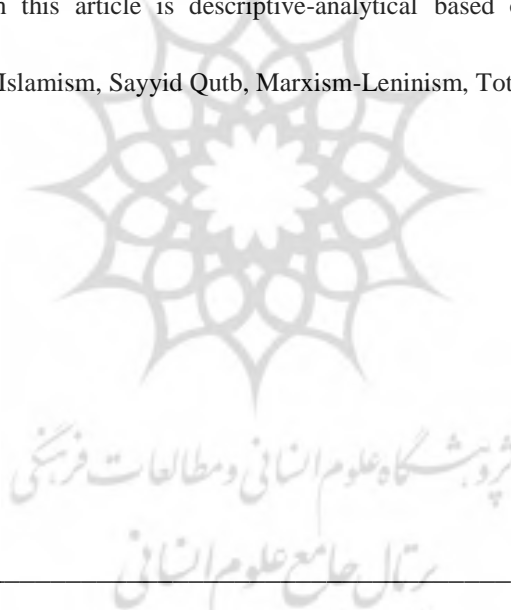 n this article is descriptive-analytical based
Islamism, Sayyid Qutb, Marxism-Leninism, Tot
پژوهشگاه علوم انسانی و مطالعات فرهنگی
پرتال جامع علوم انسانی